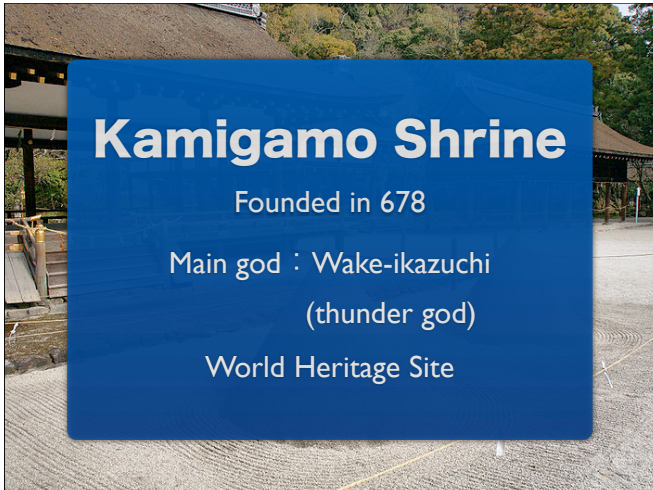 Kamigamo Shrine
Founded in 678
Main god：Wake-ikazuchi
(thunder god)
World Heritage Site